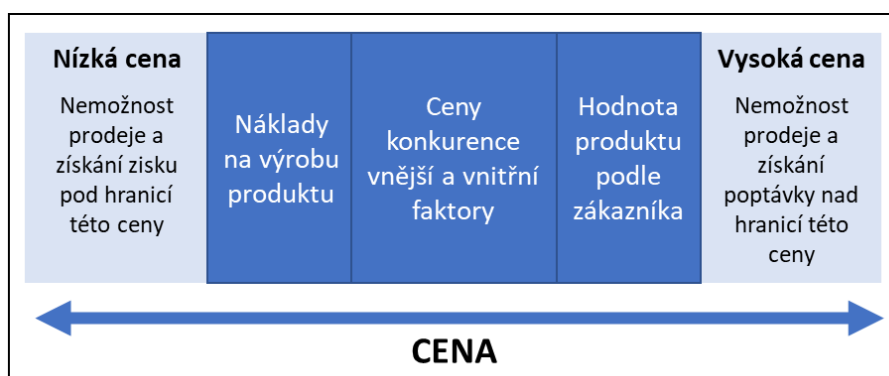 Nízká cena
Nemožnost
prodeje a
získání zisku
pod hranicí
této ceny
Náklady
na výrobu
produktu
Ceny
konkurence
vnější a vnitřní
faktory
Hodnota
produktu
podle
zákazníka
Vysoká cena
Nemožnost
prodeje a
získání
poptávky nad
hranicí této
ceny
CENA